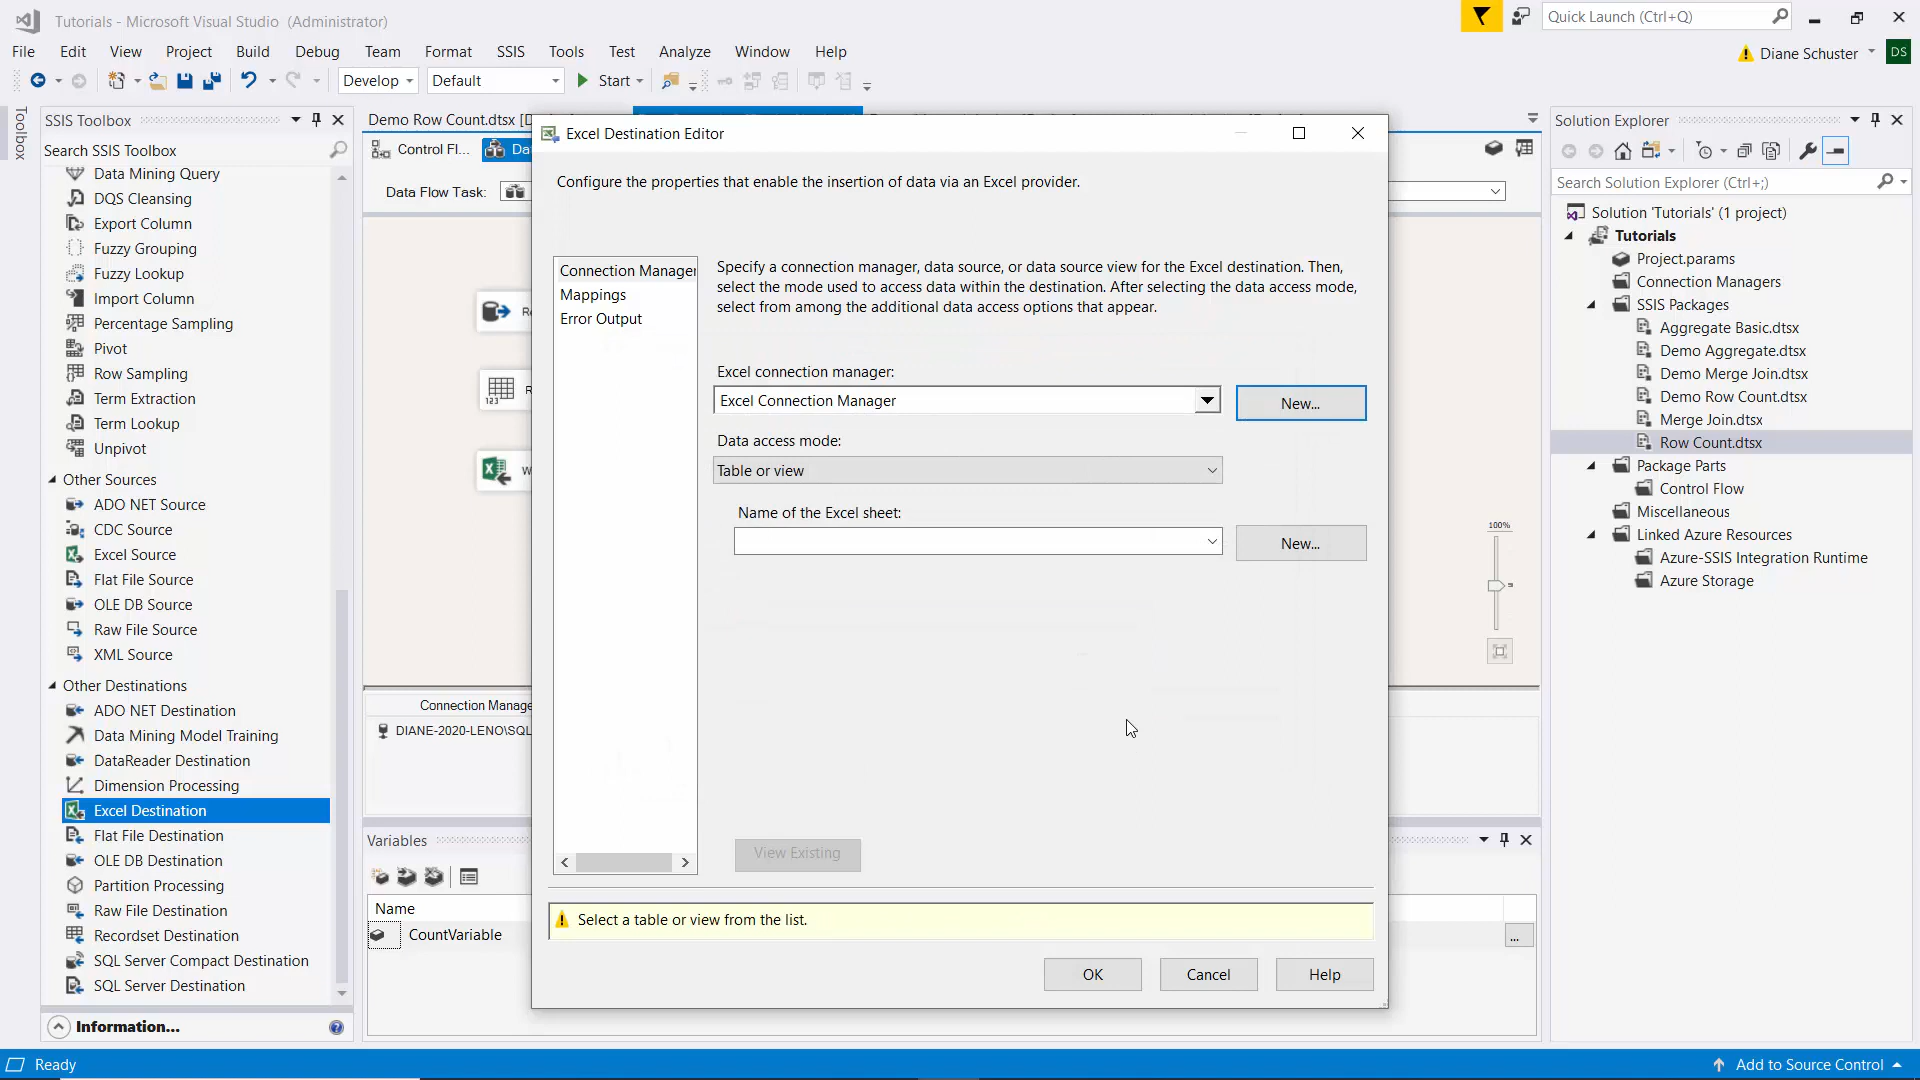 Tutorials - Microsoft Visual Studio (Administrator)
Quick Launch (Ctrl+Q)
File Edit View Project Build Debug Team Format SSIS Tools Test Analyze Window Help
Diane Schuster DS
Develop Default Start
Toolbox
SSIS Toolbox
Search SSIS Toolbox
Data Mining Query
DQS Cleansing
Export Column
Fuzzy Grouping
Fuzzy Lookup
Import Column
Percentage Sampling
Pivot
Row Sampling
Term Extraction
Term Lookup
Unpivot
Other Sources
ADO NET Source
CDC Source
Excel Source
Flat File Source
OLE DB Source
Raw File Source
XML Source
Other Destinations
ADO NET Destination
Data Mining Model Training
DataReader Destination
Dimension Processing
Excel Destination
Flat File Destination
OLE DB Destination
Partition Processing
Raw File Destination
Recordset Destination
SQL Server Compact Destination
SQL Server Destination
Information...
Demo Row Count.dtsx [D
Control Fl...
Da
Data Flow Task:
Connection Manage
DIANE-2020-LENO\SQL
Variables
Name
CountVariable
...
100%
Excel Destination Editor
Configure the properties that enable the insertion of data via an Excel provider.
Connection Manager
Mappings
Error Output
Specify a connection manager, data source, or data source view for the Excel destination. Then,
select the mode used to access data within the destination. After selecting the data access mode,
select from among the additional data access options that appear.
Excel connection manager:
Excel Connection Manager
New...
Data access mode:
Table or view
Name of the Excel sheet:
New...
View Existing
Select a table or view from the list.
OK Cancel Help
Solution Explorer
Search Solution Explorer (Ctrl+;)
Solution 'Tutorials' (1 project)
Tutorials
Project.params
Connection Managers
SSIS Packages
Aggregate Basic.dtsx
Demo Aggregate.dtsx
Demo Merge Join.dtsx
Demo Row Count.dtsx
Merge Join.dtsx
Row Count.dtsx
Package Parts
Control Flow
Miscellaneous
Linked Azure Resources
Azure-SSIS Integration Runtime
Azure Storage
Ready
Add to Source Control